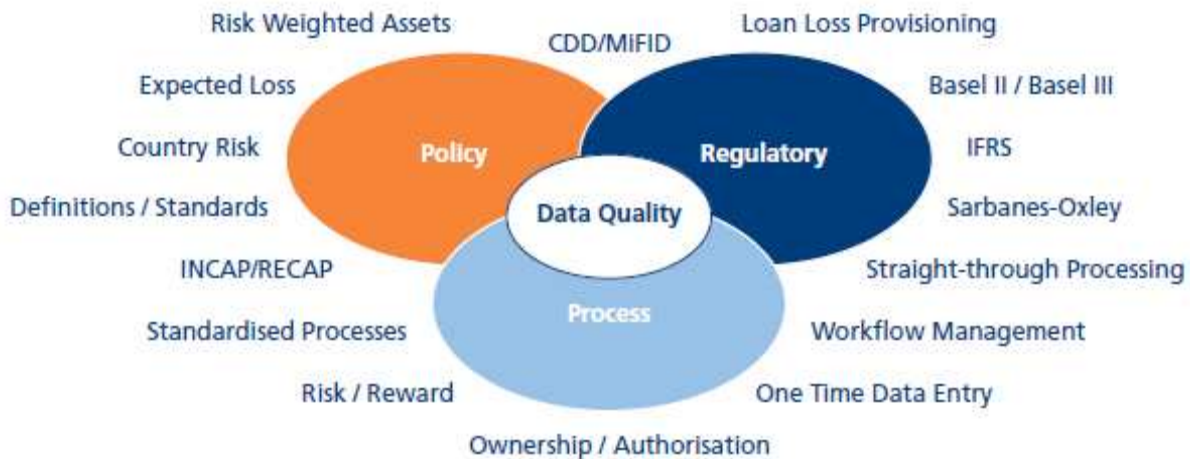 Risk Weighted Assets
CDD/MiFID
Loan Loss Provisioning
Expected Loss
Basel II / Basel III
Country Risk
Policy
Regulatory
IFRS
Definitions / Standards
Data Quality
Sarbanes-Oxley
INCAP/RECAP
Straight-through Processing
Process
Standardised Processes
Workflow Management
Risk / Reward
One Time Data Entry
Ownership / Authorisation